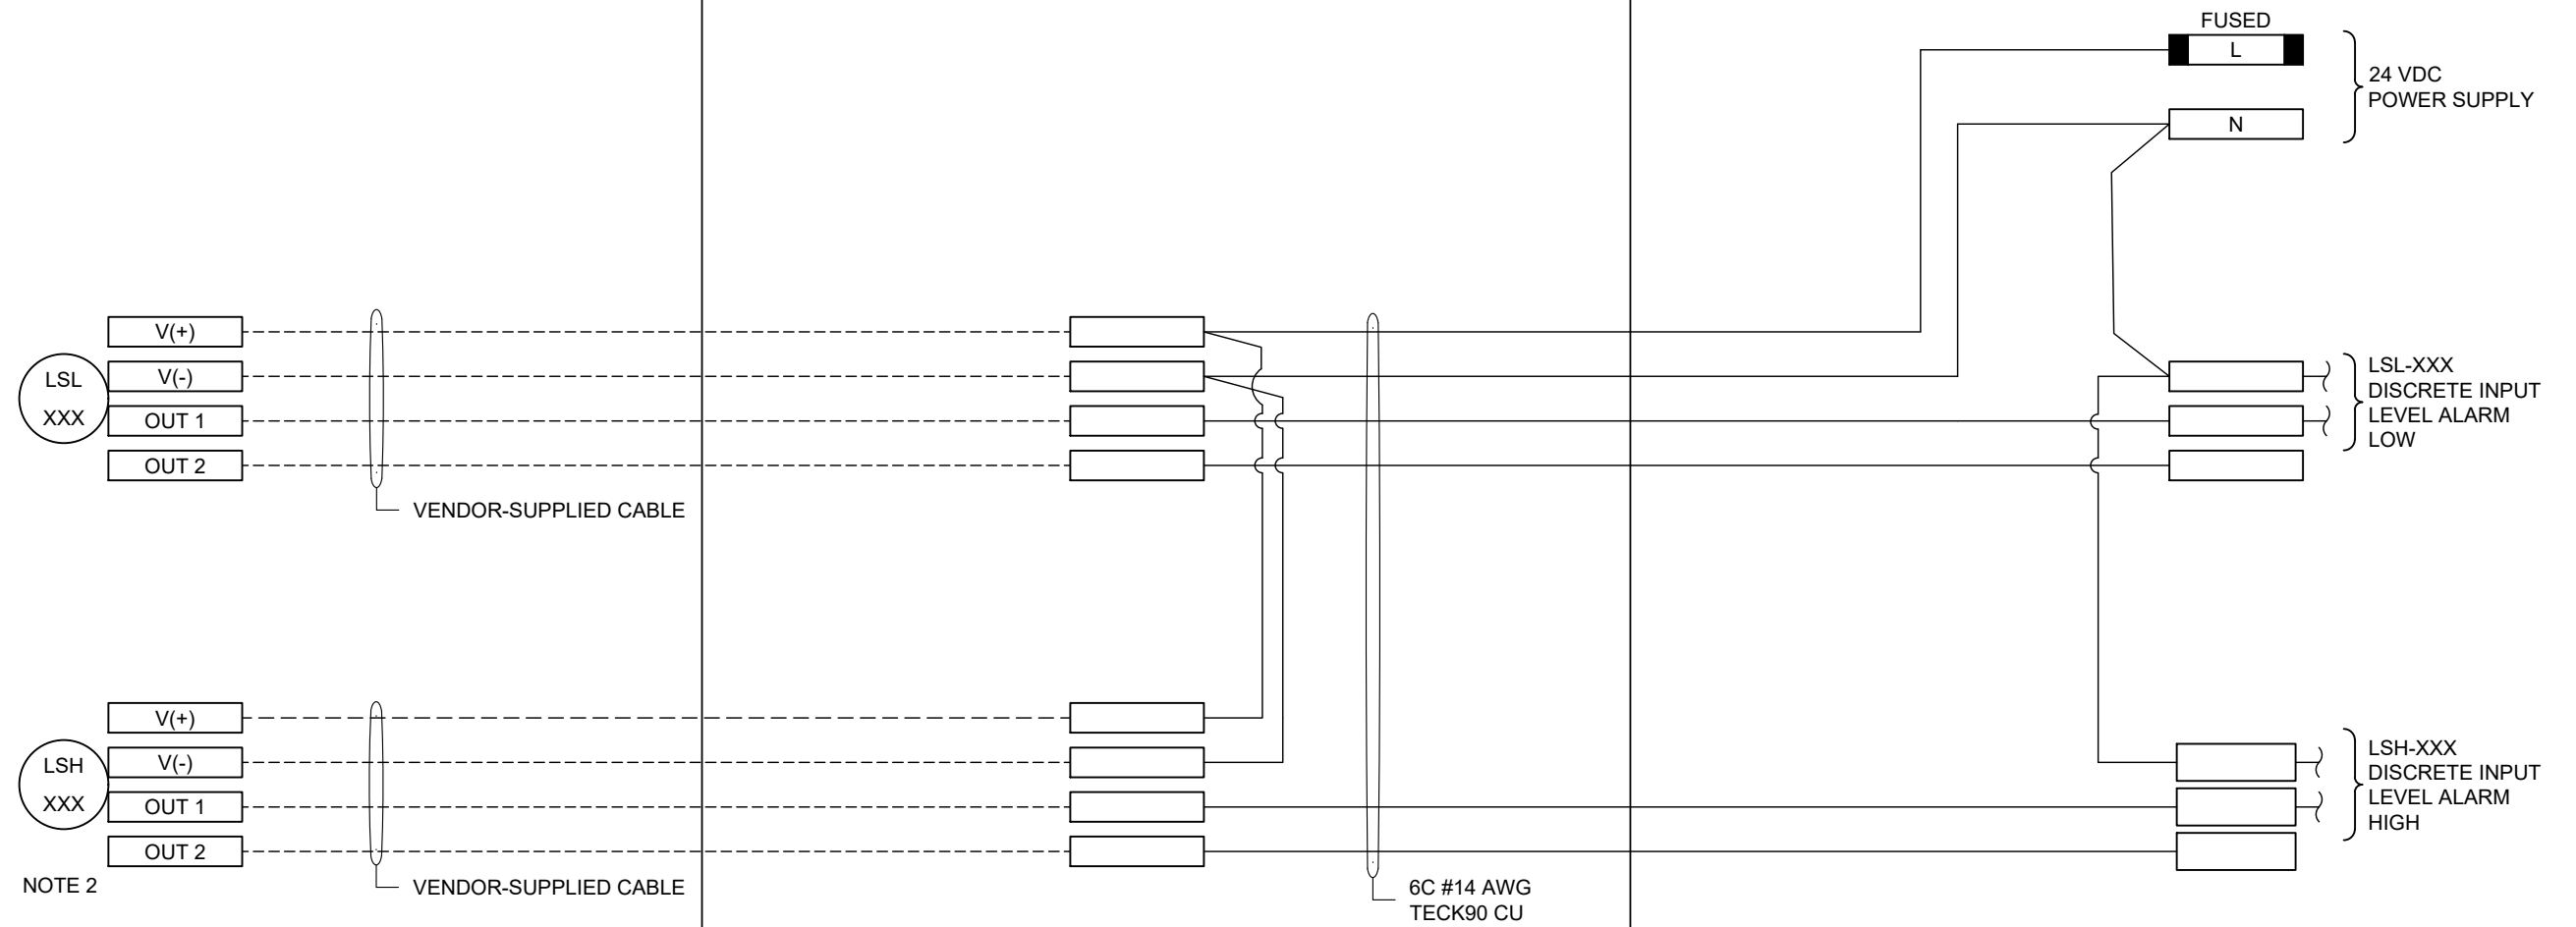 FUSED
L
24 VDC
POWER SUPPLY
N
LSL
XXX
V(+)
V(-)
OUT 1
OUT 2
VENDOR-SUPPLIED CABLE
LSL-XXX
DISCRETE INPUT
LEVEL ALARM
LOW
LSH
XXX
V(+)
V(-)
OUT 1
OUT 2
NOTE 2
VENDOR-SUPPLIED CABLE
6C #14 AWG
TECK90 CU
LSH-XXX
DISCRETE INPUT
LEVEL ALARM
HIGH